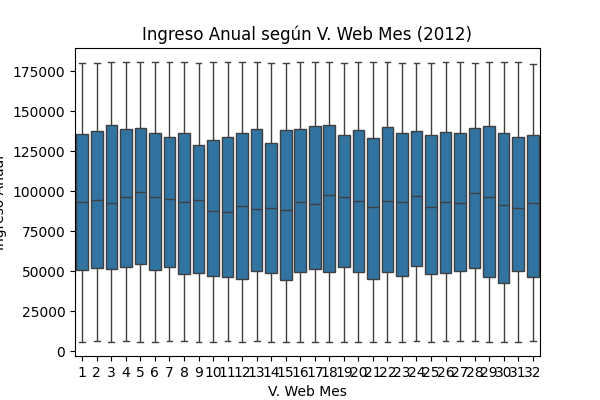 Ingreso Anual según V. Web Mes (2012)
Ingreso Anual
175000
150000
125000
100000
75000
50000
25000
0
1 2 3 4 5 6 7 8 9 10 11 12 13 14 15 16 17 18 19 20 21 22 23 24 25 26 27 28 29 30 31 32
V. Web Mes